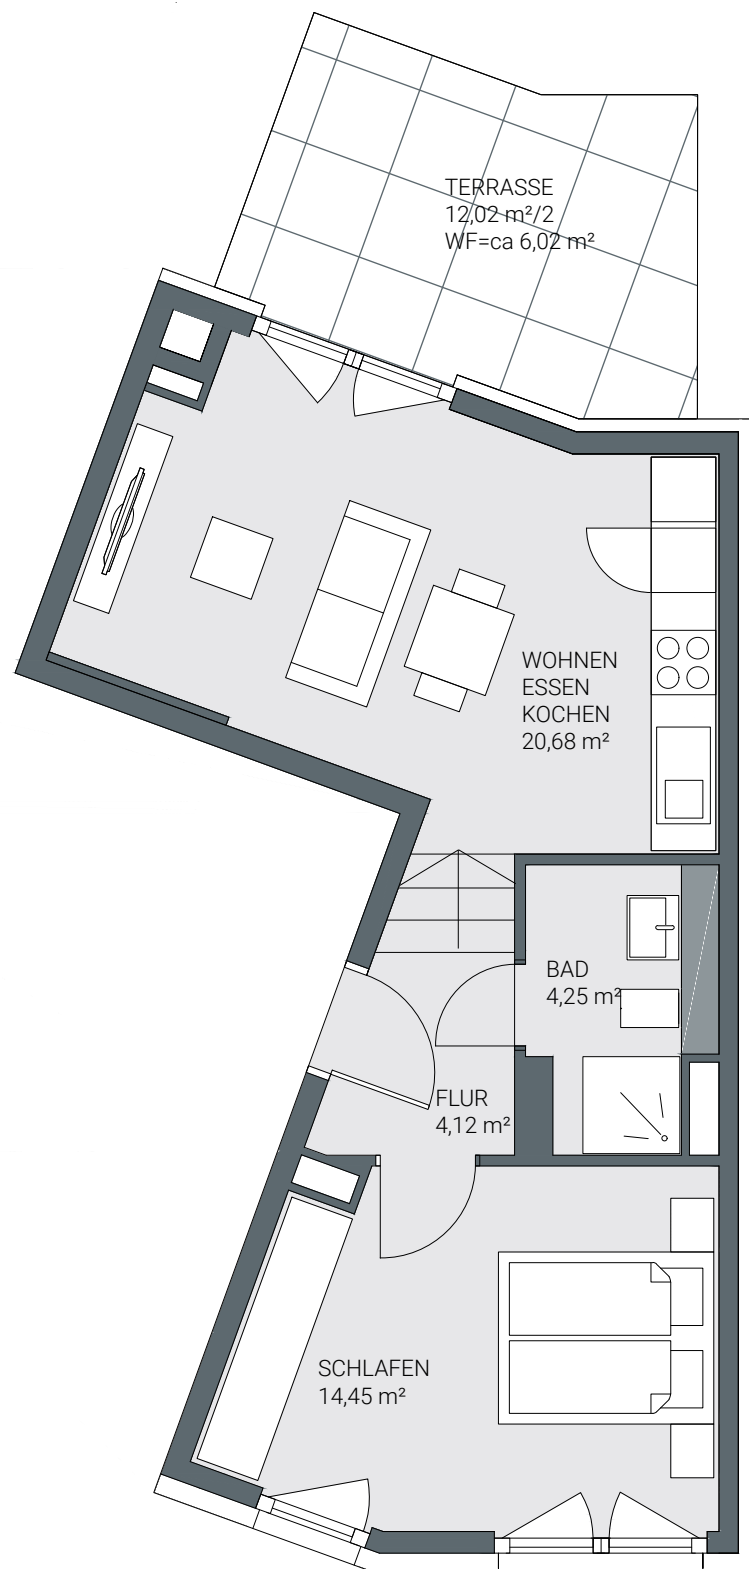 TERRASSE
12,02 m²/2
WF=ca 6,02 m²
WOHNEN
ESSEN
KOCHEN
20,68 m²
BAD
4,25 m²
FLUR
4,12 m²
SCHLAFEN
14,45 m²